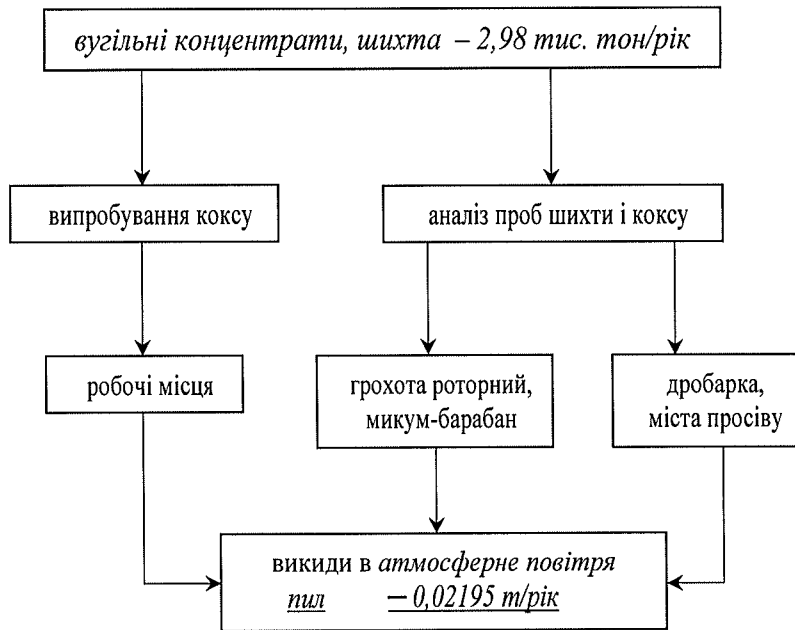 вугільні концентрати, шихта – 2,98 тис. тон/рік
випробування коксу
аналіз проб шихти і коксу
робочі місця
грохота роторний,
микум-барабан
дробарка,
міста просіву
викиди в атмосферне повітря
пил – 0,02195 т/рік